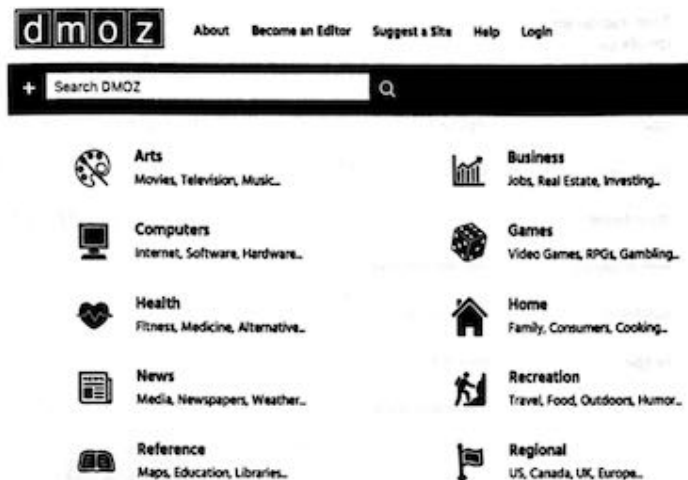 dmoz About Become an Editor Suggest a Site Help Login
+ Search DMOZ
Arts
Movies, Television, Music...
Business
Jobs, Real Estate, Investing...
Computers
Internet, Software, Hardware...
Games
Video Games, RPGs, Gambling...
Health
Fitness, Medicine, Alternative...
Home
Family, Consumers, Cooking...
News
Media, Newspapers, Weather...
Recreation
Travel, Food, Outdoors, Humor...
Reference
Maps, Education, Libraries...
Regional
US, Canada, UK, Europe...